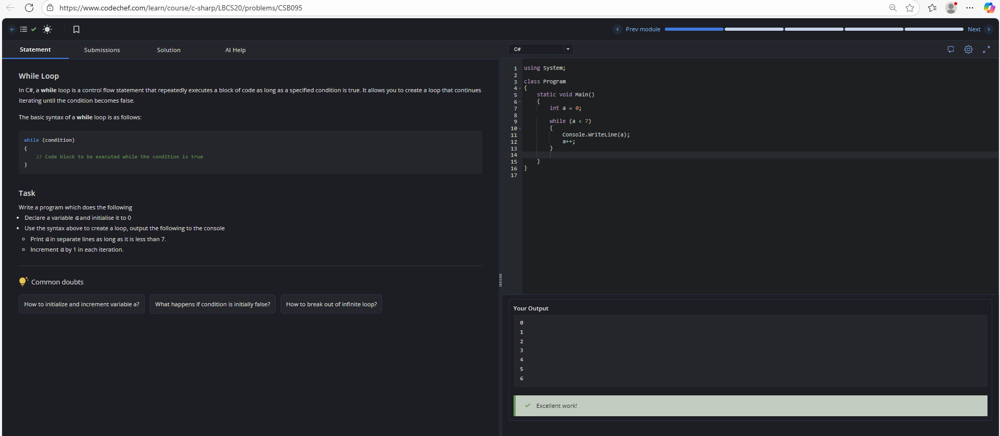 https://www.codechef.com/learn/course/c-sharp/LBCS20/problems/CSB095
Prev module
Next
Statement
Submissions
Solution
AI Help
While Loop
In C#, a while loop is a control flow statement that repeatedly executes a block of code as long as a specified condition is true. It allows you to create a loop that continues
iterating until the condition becomes false.
The basic syntax of a while loop is as follows:
while (condition)
{
    // Code block to be executed while the condition is true
}
Task
Write a program which does the following
• Declare a variable a and initialise it to 0
• Use the syntax above to create a loop, output the following to the console
◦ Print a in separate lines as long as it is less than 7.
◦ Increment a by 1 in each iteration.
Common doubts
How to initialize and increment variable a?
What happens if condition is initially false?
How to break out of infinite loop?
C#
1 using System;
2
3 class Program
4 {
5     static void Main()
6     {
7         int a = 0;
8
9         while (a < 7)
10         {
11             Console.WriteLine(a);
12             a++;
13         }
14
15     }
16 }
17
Your Output
0
1
2
3
4
5
6
Excellent work!